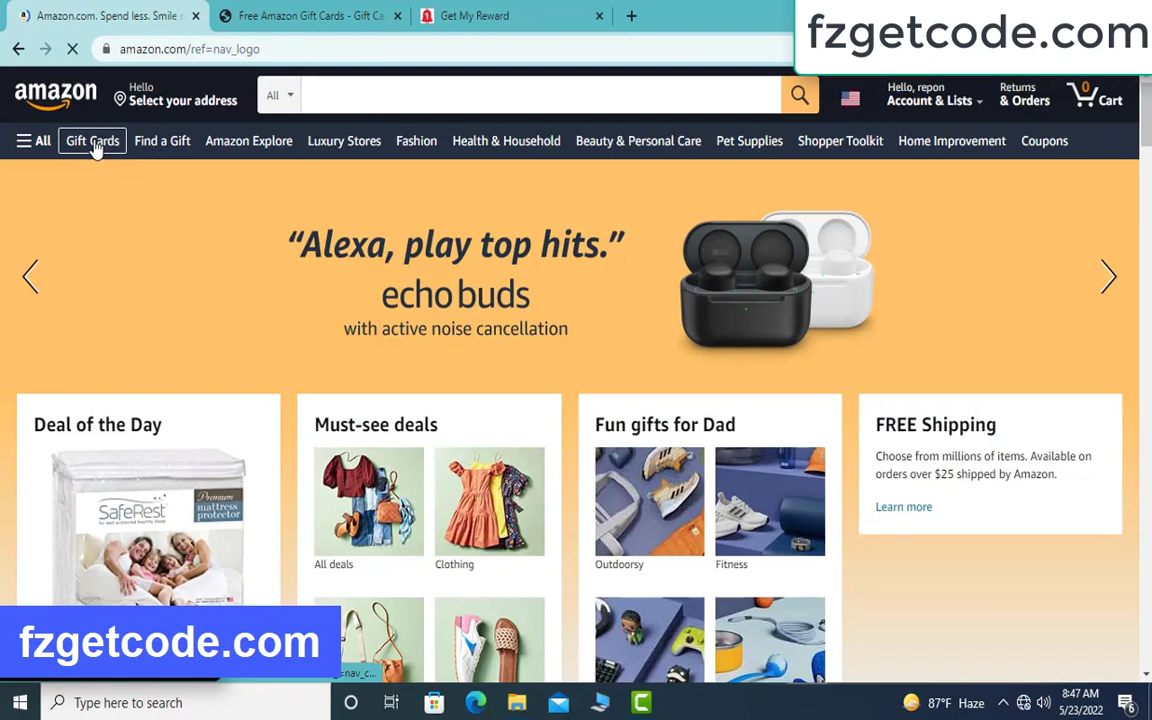 Amazon.com. Spend less. Smile
Free Amazon Gift Cards - Gift Ca
Get My Reward
fzgetcode.com
amazon.com/ref=nav_logo
amazon
Hello
Select your address
All
Hello, repon
Account & Lists
Returns
& Orders
0
Cart
All
Gift Cards
Find a Gift
Amazon Explore
Luxury Stores
Fashion
Health & Household
Beauty & Personal Care
Pet Supplies
Shopper Toolkit
Home Improvement
Coupons
“Alexa, play top hits.”
echo buds
with active noise cancellation
Deal of the Day
Must-see deals
Fun gifts for Dad
FREE Shipping
Choose from millions of items. Available on
orders over $25 shipped by Amazon.
Learn more
SafeRest
Premium
mattress
protector
All deals
Clothing
Outdoorsy
Fitness
fzgetcode.com
=nav_c...
Type here to search
87°F Haze
8:47 AM
5/23/2022
6